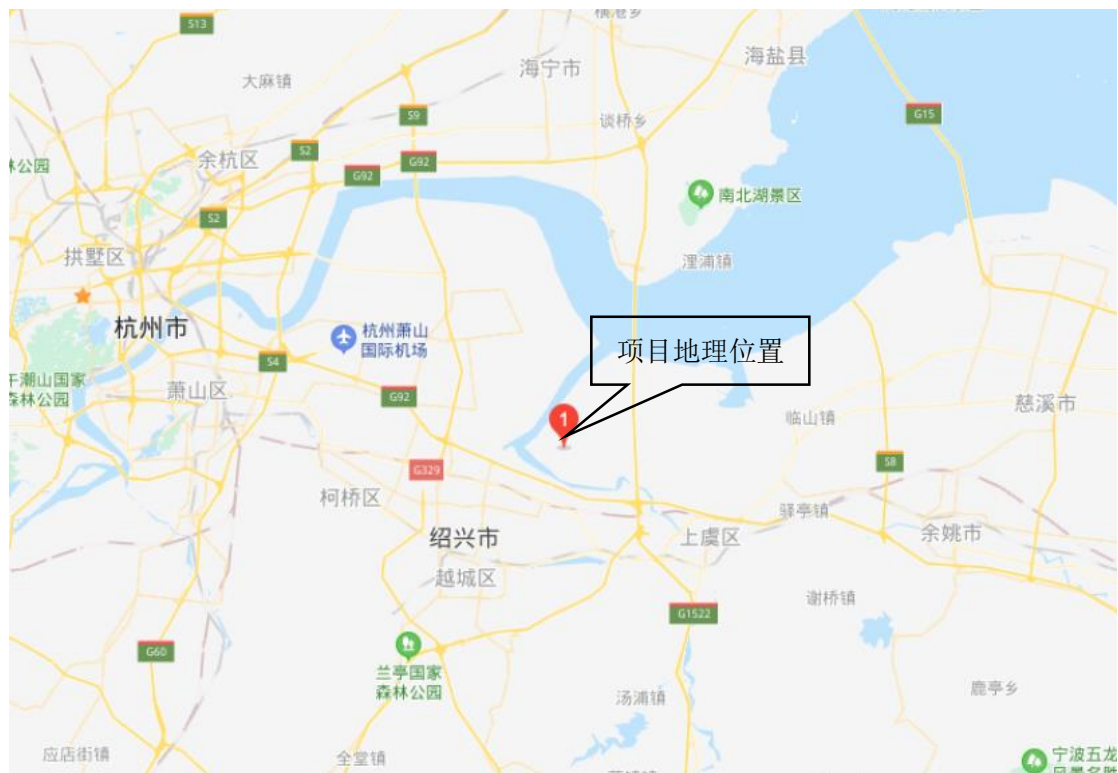 S13
横港乡
海盐县
海宁市
大麻镇
S9
G15
谈桥乡
余杭区
S2
G92
G92
林公园
南北湖景区
S2
拱墅区
澉浦镇
杭州市
杭州萧山
国际机场
项目地理位置
S4
午潮山国家
森林公园
萧山区
G92
慈溪市
临山镇
1
G329
S8
柯桥区
驿亭镇
绍兴市
上虞区
余姚市
越城区
谢桥镇
G1522
G60
兰亭国家
森林公园
鹿亭乡
汤浦镇
应店街镇
全堂镇
宁波五龙